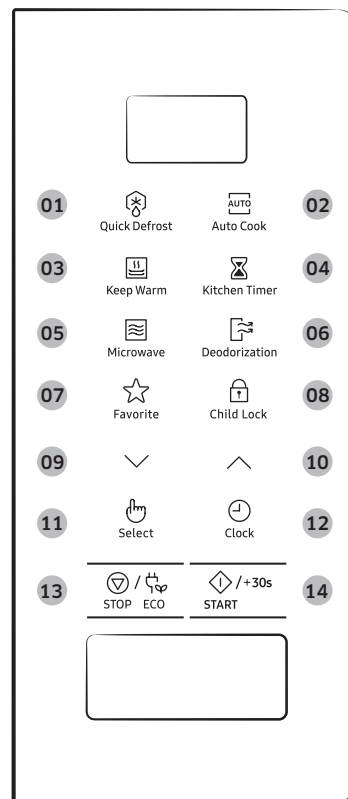 01 AUTO 02
Quick Defrost Auto Cook
03 04
Keep Warm Kitchen Timer
05 06
Microwave Deodorization
07 08
Favorite Child Lock
09 10
11 12
Select Clock
13 / /+30s 14
STOP ECO START